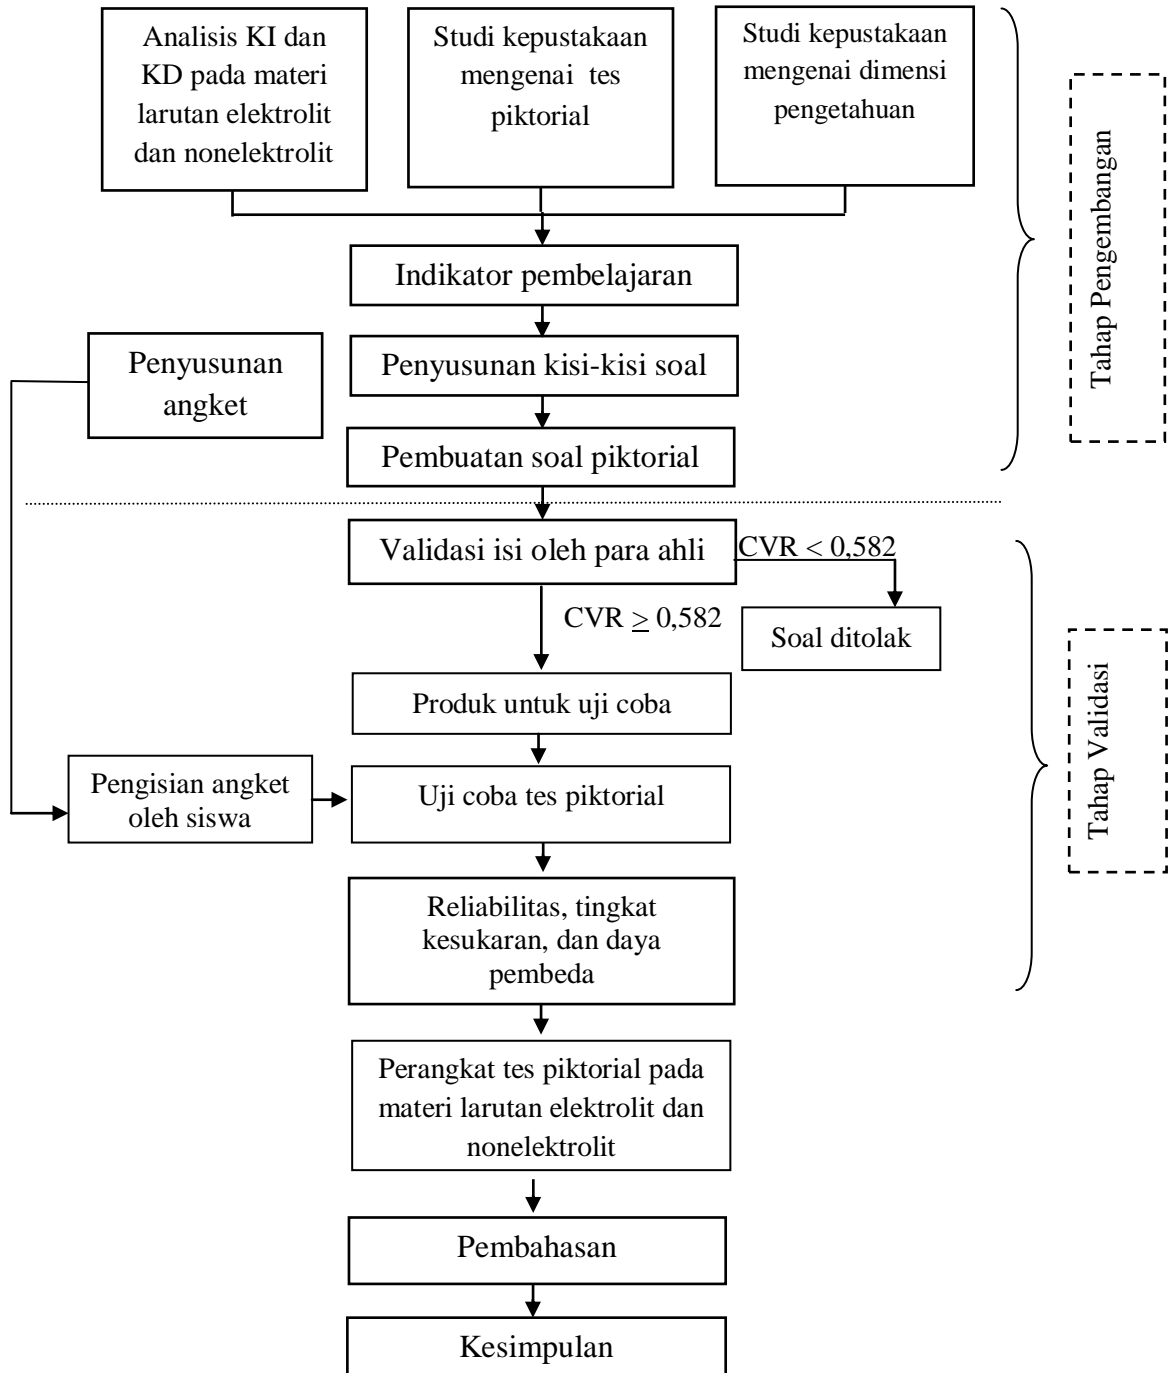 Analisis KI dan
KD pada materi
larutan elektrolit
dan nonelektrolit
Studi kepustakaan
mengenai tes
piktorial
Studi kepustakaan
mengenai dimensi
pengetahuan
Tahap Pengembangan
Indikator pembelajaran
Penyusunan kisi-kisi soal
Penyusunan
angket
Pembuatan soal piktorial
Validasi isi oleh para ahli
CVR < 0,582
CVR ≥ 0,582
Soal ditolak
Tahap Validasi
Produk untuk uji coba
Pengisian angket
oleh siswa
Uji coba tes piktorial
Reliabilitas, tingkat
kesukaran, dan daya
pembeda
Perangkat tes piktorial pada
materi larutan elektrolit dan
nonelektrolit
Pembahasan
Kesimpulan